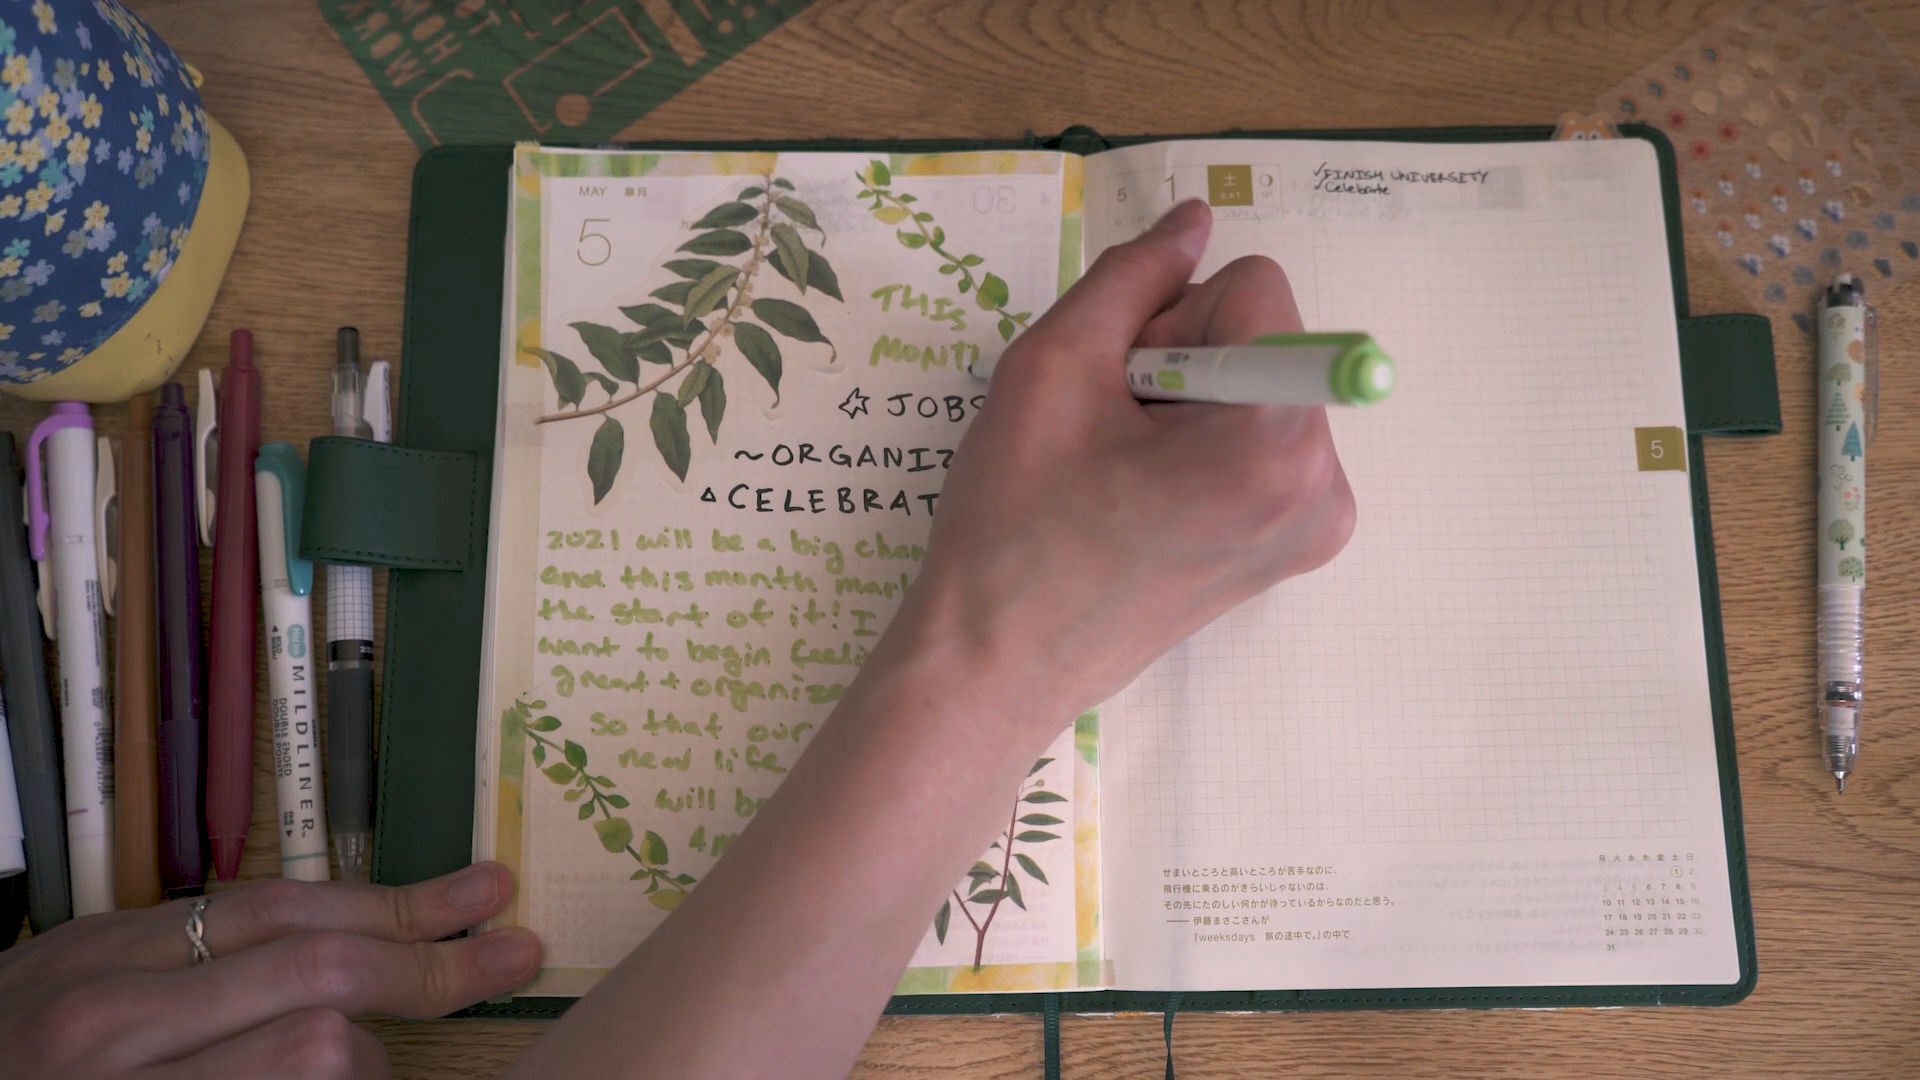 WORK
HOM
MAY 皐月
5
THIS
MONTH
JOBS
~ORGANIZ
CELEBRAT
2021 will be a big chan
and this month mark
the start of it! I
want to begin feeli
great + organize
so that our
new life
will be
5 1 土 SAT
✓FINISH UNIVERSITY
✓Celebrate
5
せまいところと高いところが苦手なのに、
飛行機に乗るのがきらいじゃないのは、
その先にたのしい何かが待っているからなのだと思う。
—— 伊藤まさこさんが
『weeksdays 旅の途中で。』の中で
月 火 水 木 金 土 日
1 2
3 4 5 6 7 8 9
10 11 12 13 14 15 16
17 18 19 20 21 22 23
24 25 26 27 28 29 30
31
MILDLINER
DOUBLE ENDED
DOUBLE POINTE